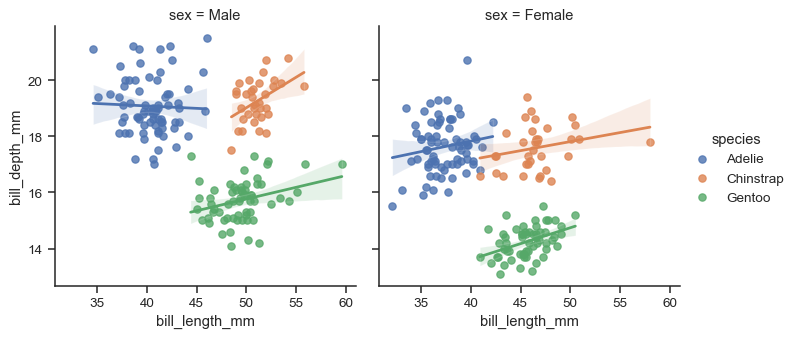 sex = Male
sex = Female
bill_depth_mm
20
18
16
14
35 40 45 50 55 60
35 40 45 50 55 60
bill_length_mm
bill_length_mm
species
Adelie
Chinstrap
Gentoo